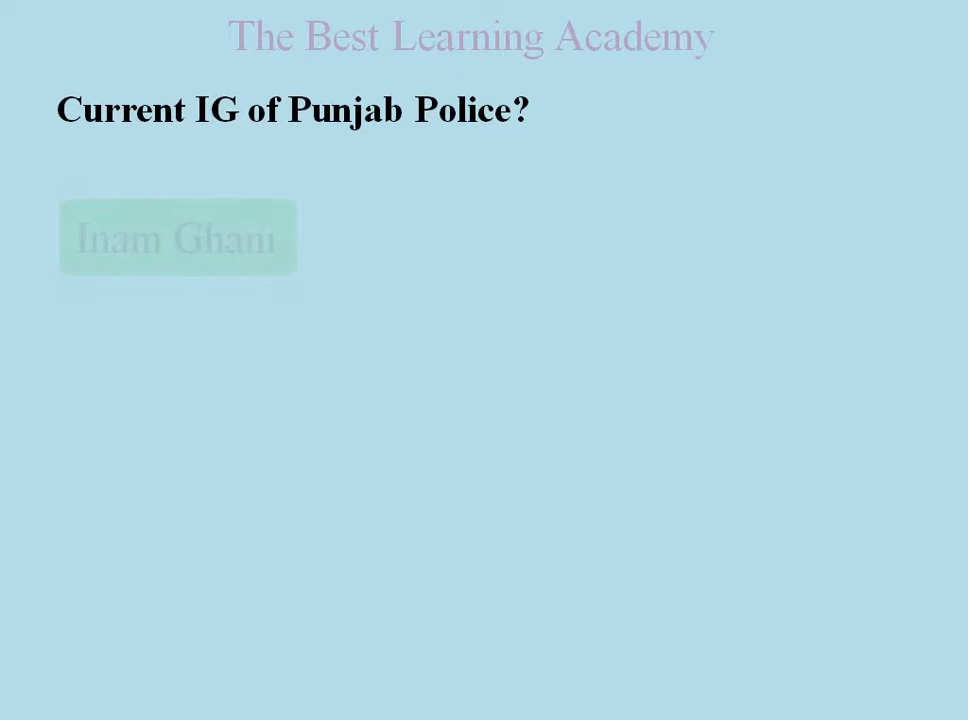 The Best Learning Academy
Current IG of Punjab Police?
Inam Ghani